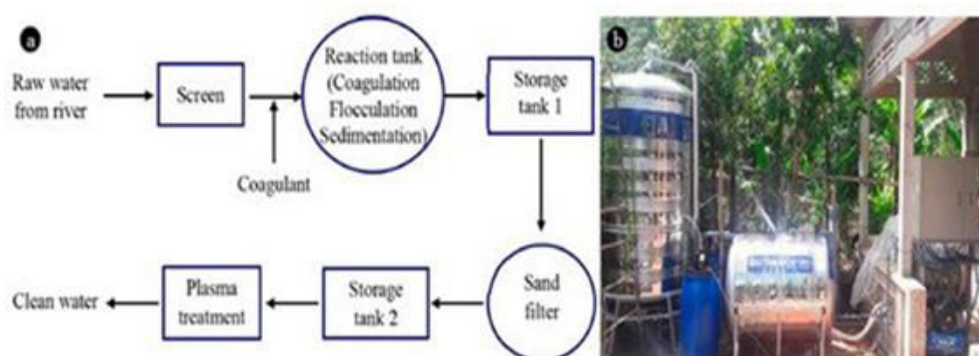 a
Raw water
from river
Screen
Coagulant
Reaction tank
(Coagulation
Flocculation
Sedimentation)
Storage
tank 1
Sand
filter
Storage
tank 2
Plasma
treatment
Clean water
b